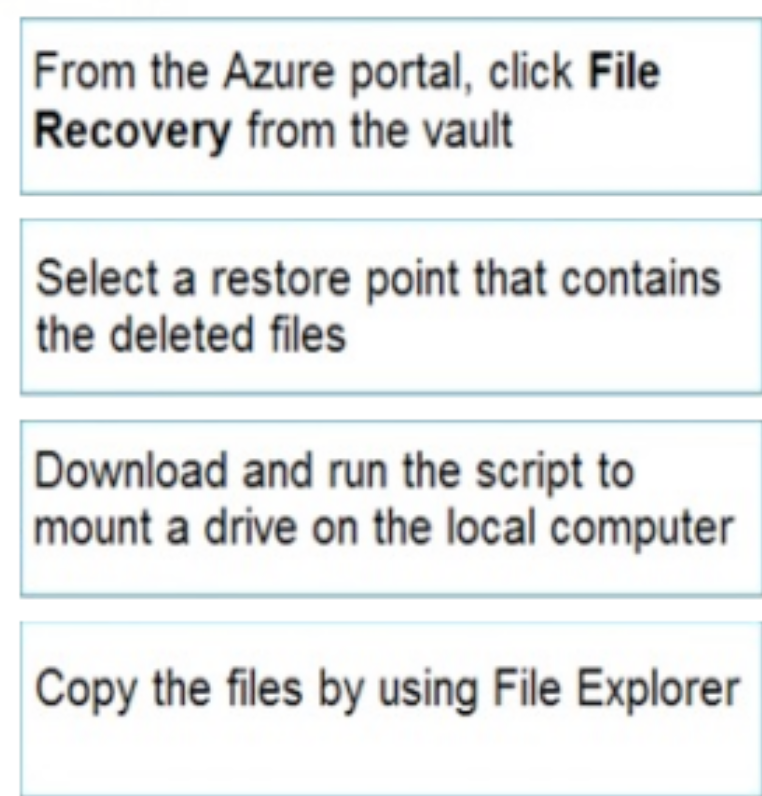 From the Azure portal, click File
Recovery from the vault
Select a restore point that contains
the deleted files
Download and run the script to
mount a drive on the local computer
Copy the files by using File Explorer